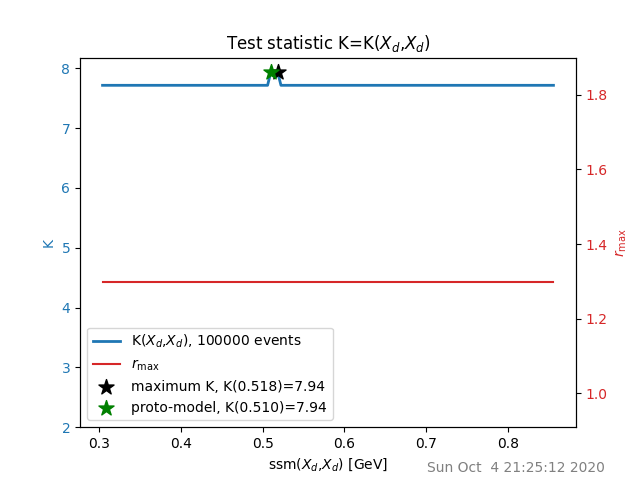 Test statistic K=K(X_d,X_d)
8
7
6
5
4
3
2
K
1.8
1.6
1.4
1.2
1.0
r_max
K(X_d,X_d), 100000 events
r_max
maximum K, K(0.518)=7.94
proto-model, K(0.510)=7.94
0.3 0.4 0.5 0.6 0.7 0.8
ssm(X_d,X_d) [GeV]
Sun Oct  4 21:25:12 2020